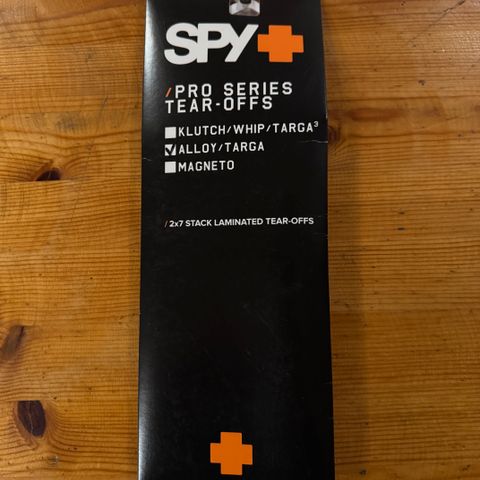 SPY+
/PRO SERIES
TEAR-OFFS
KLUTCH/WHIP/TARGA³
ALLOY/TARGA
MAGNETO
/2x7 STACK LAMINATED TEAR-OFFS